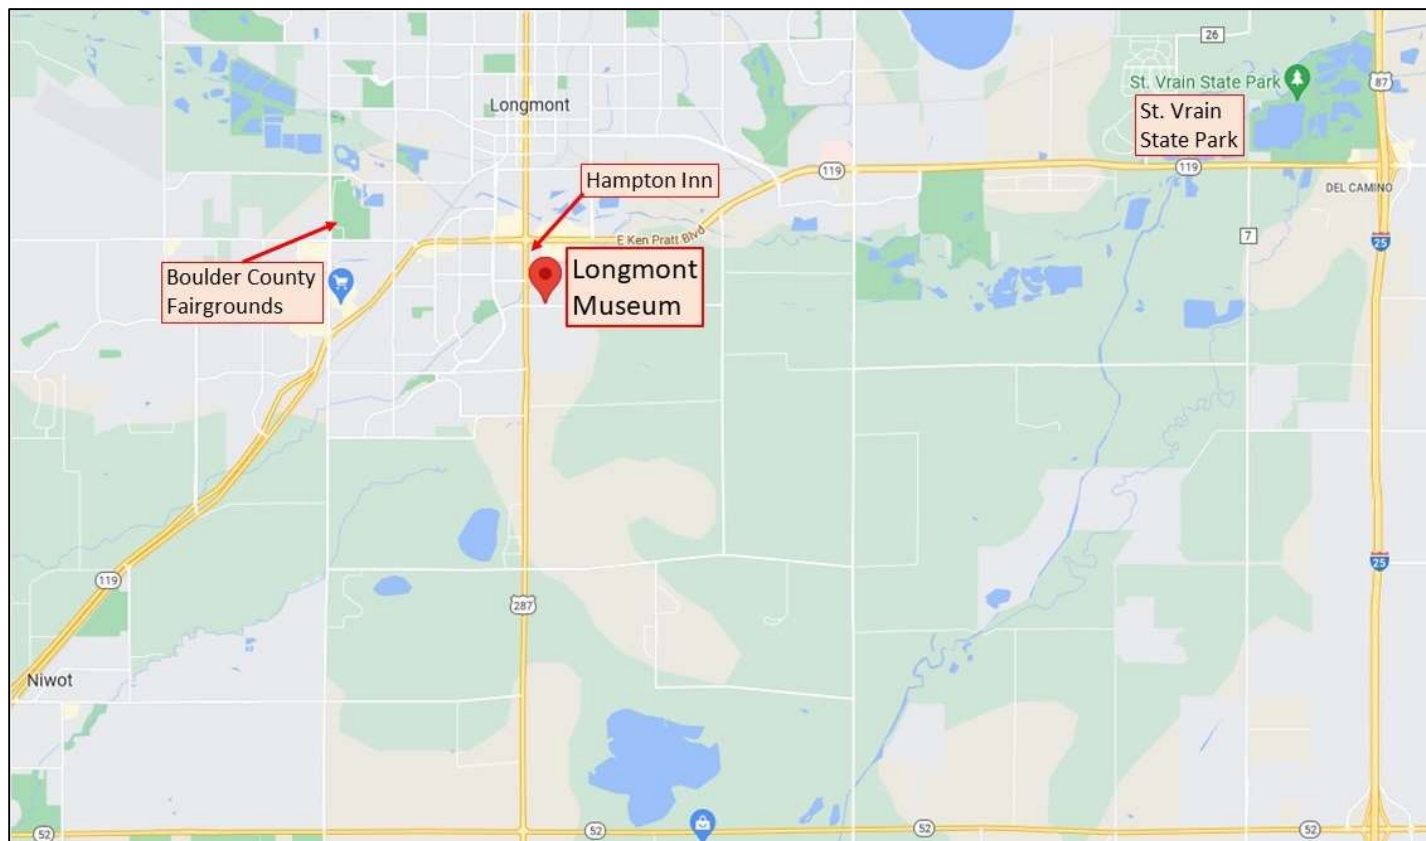 26
St. Vrain State Park
87
St. Vrain
State Park
Longmont
119
119
Hampton Inn
DEL CAMINO
E Ken Pratt Blvd
7
25
Boulder County
Fairgrounds
Longmont
Museum
25
119
287
Niwot
52
52
52
52